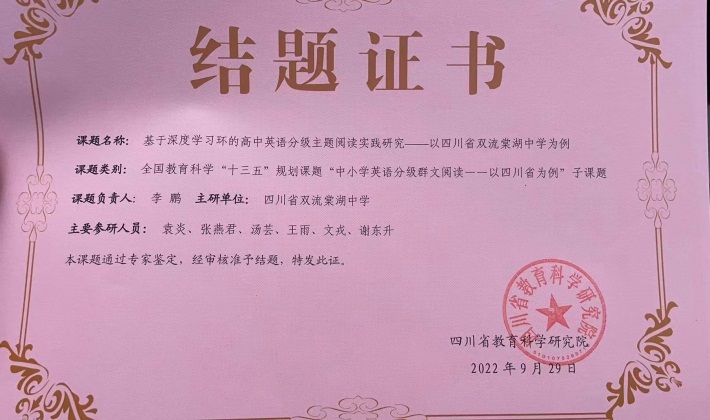 结题证书
课题名称: 基于深度学习环的高中英语分级主题阅读实践研究——以四川省双流棠湖中学为例
课题类别: 全国教育科学“十三五”规划课题“中小学英语分级群文阅读——以四川省为例”子课题
课题负责人: 李 鹏 主研单位: 四川省双流棠湖中学
主要参研人员: 袁炎、张燕君、汤芸、王雨、文戎、谢东升
本课题通过专家鉴定，经审核准予结题，特发此证。
四川省教育科学研究院
四川省教育科学研究院
2022 年 9 月 29 日